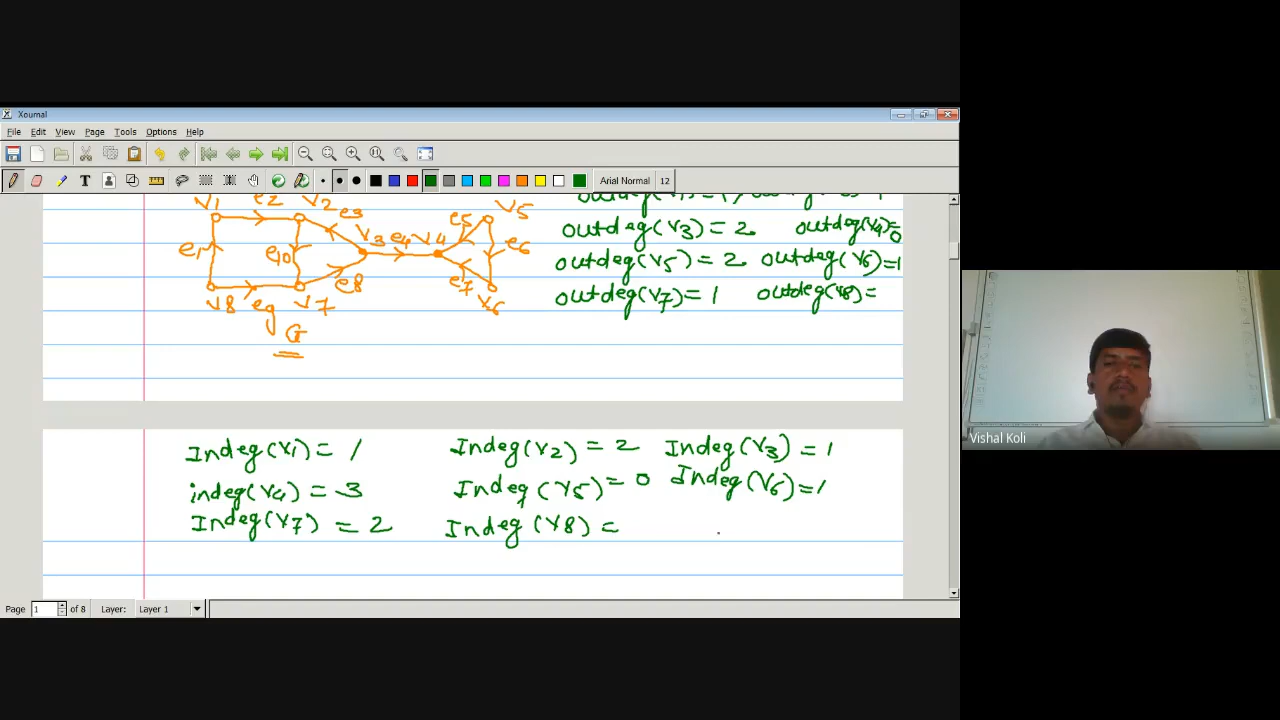 Xournal
File Edit View Page Tools Options Help
Arial Normal 12
V1 e2 V2 e3 e5 V5
e1 e10 V3 e4 V4 e6
e8 e7
V8 e9 V7 V6
G
outdeg(V3) = 2 outdeg(V4)=0
outdeg(V5) = 2 outdeg(V6)=1
outdeg(V7)= 1 outdeg(V8)=
Indeg(V1) = 1 Indeg(V2) = 2 Indeg(V3) = 1
indeg(V4) = 3 Indeg(V5) = 0 Indeg(V6)=1
Indeg(V7) = 2 Indeg(V8) =
Page 1 of 8 Layer: Layer 1
Vishal Koli